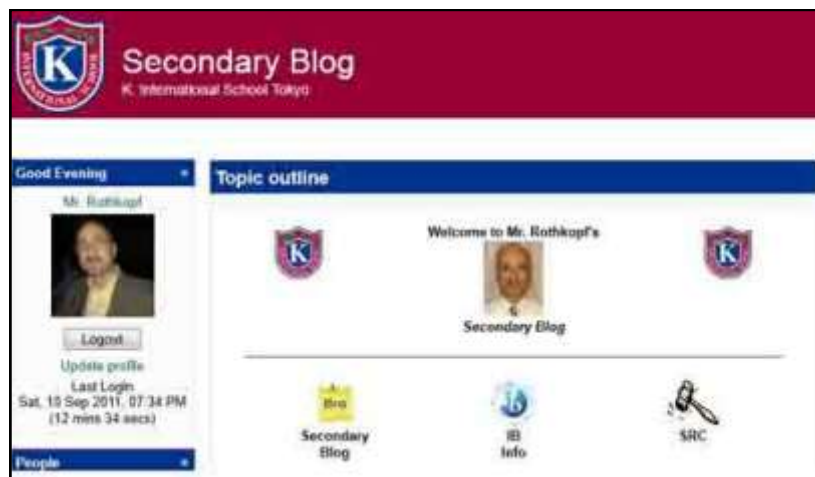 K
INTERNATIONAL SCHOOL
Secondary Blog
K. International School Tokyo
Good Evening
Mr. Rothkopf
Logout
Update profile
Last Login
Sat, 10 Sep 2011, 07:34 PM
(12 mins 34 secs)
People
Topic outline
K
Welcome to Mr. Rothkopf's
K
Secondary Blog
Secondary
Blog
IB
Info
SRC